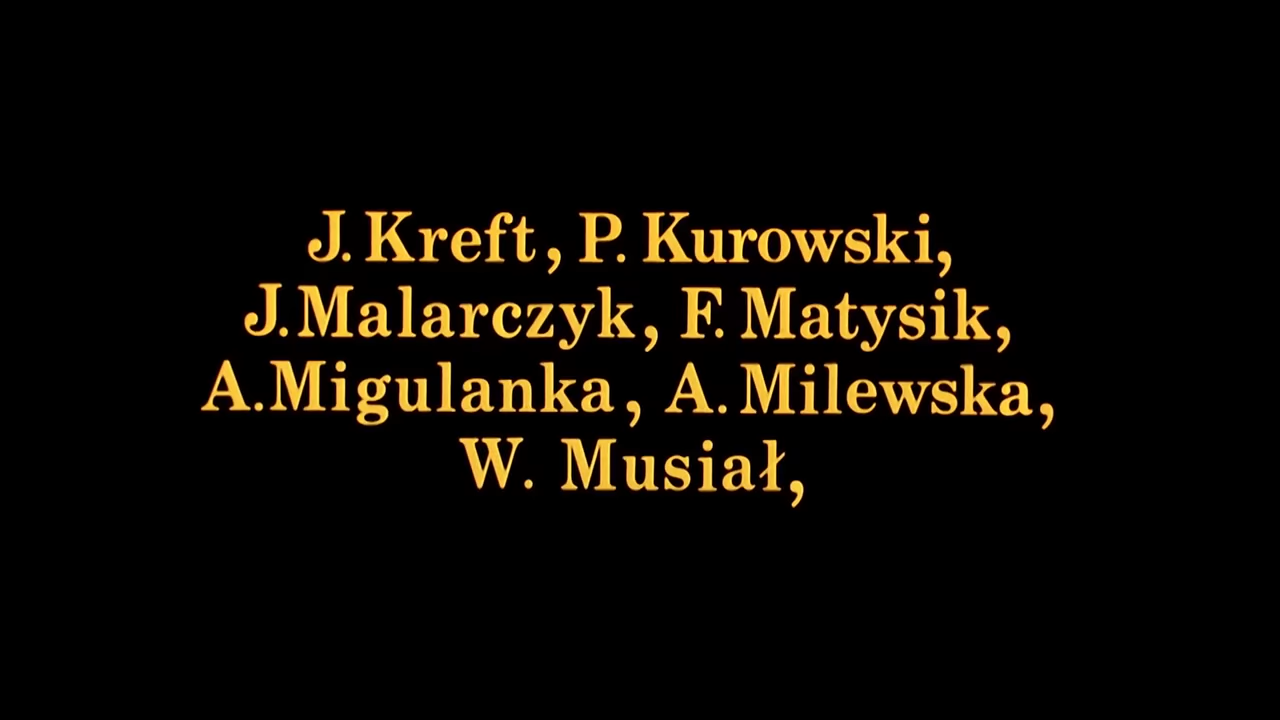 J. Kreft, P. Kurowski,
J. Malarczyk, F. Matysik,
A. Migulanka, A. Milewska,
W. Musiał,